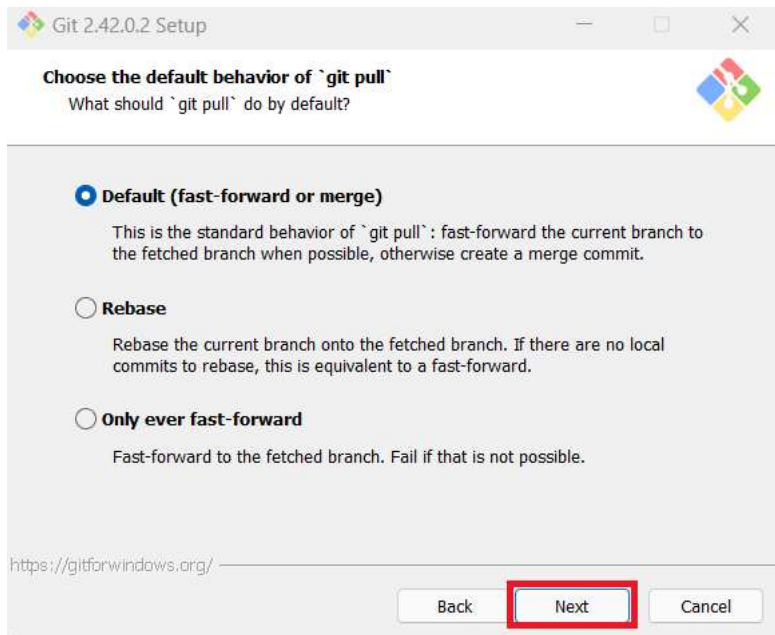 Git 2.42.0.2 Setup
Choose the default behavior of `git pull`
What should `git pull` do by default?
Default (fast-forward or merge)
This is the standard behavior of `git pull`: fast-forward the current branch to
the fetched branch when possible, otherwise create a merge commit.
Rebase
Rebase the current branch onto the fetched branch. If there are no local
commits to rebase, this is equivalent to a fast-forward.
Only ever fast-forward
Fast-forward to the fetched branch. Fail if that is not possible.
https://gitforwindows.org/
Back Next Cancel